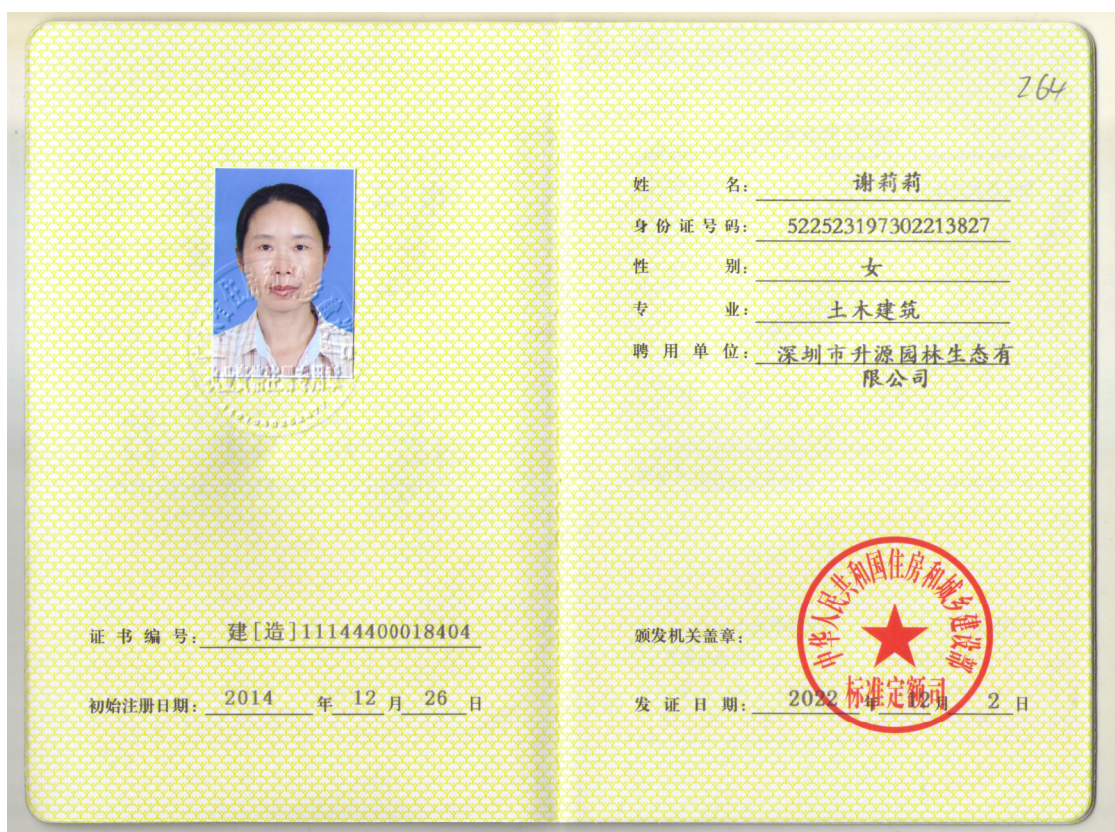 264
姓 名: 谢莉莉
身份证号码: 522523197302213827
性 别: 女
专 业: 土木建筑
聘用单位: 深圳市升源园林生态有
限公司
证书编号: 建[造]11144400018404
初始注册日期: 2014 年 12 月 26 日
颁发机关盖章:
中华人民共和国住房和城乡建设部
标准定额司
发证日期: 2022 年 12 月 2 日